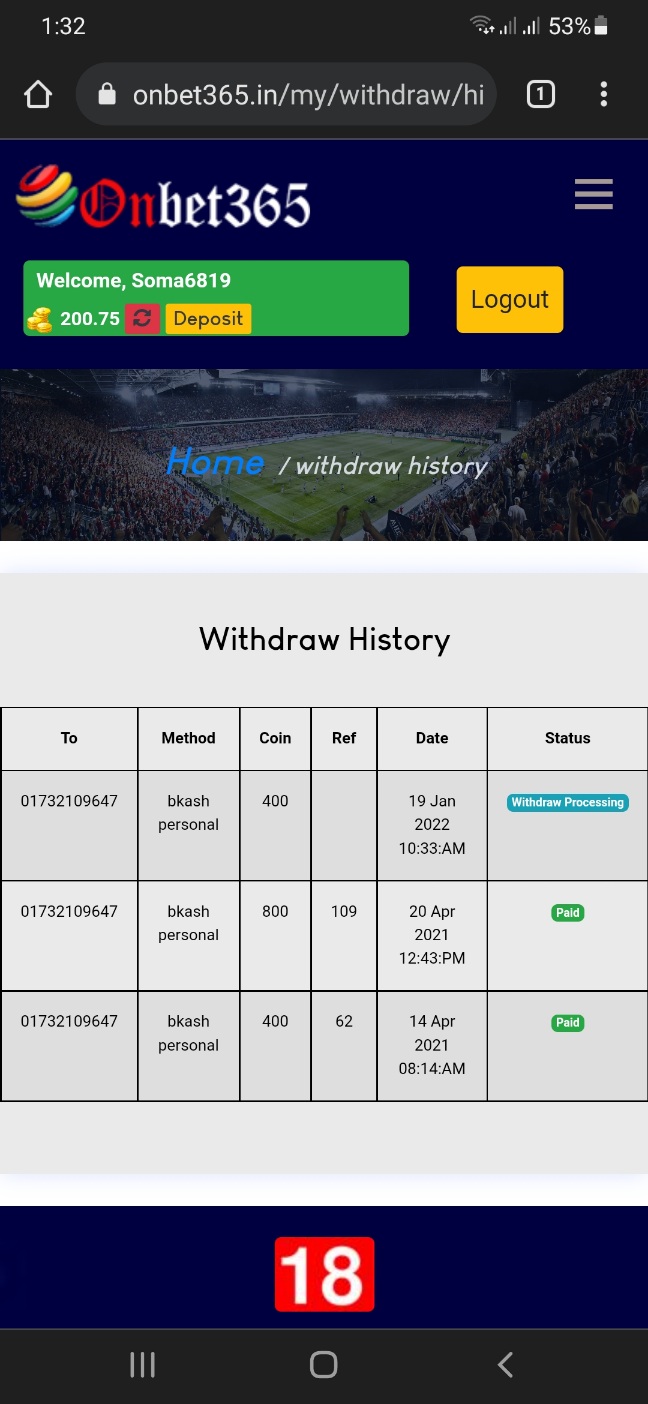 1:32
53%
onbet365.in/my/withdraw/hi
1
Onbet365
Welcome, Soma6819
200.75 Deposit
Logout
Home / withdraw history
Withdraw History
To Method Coin Ref Date Status
01732109647 bkash 400 19 Jan Withdraw Processing
personal 2022
10:33:AM
01732109647 bkash 800 109 20 Apr Paid
personal 2021
12:43:PM
01732109647 bkash 400 62 14 Apr Paid
personal 2021
08:14:AM
18